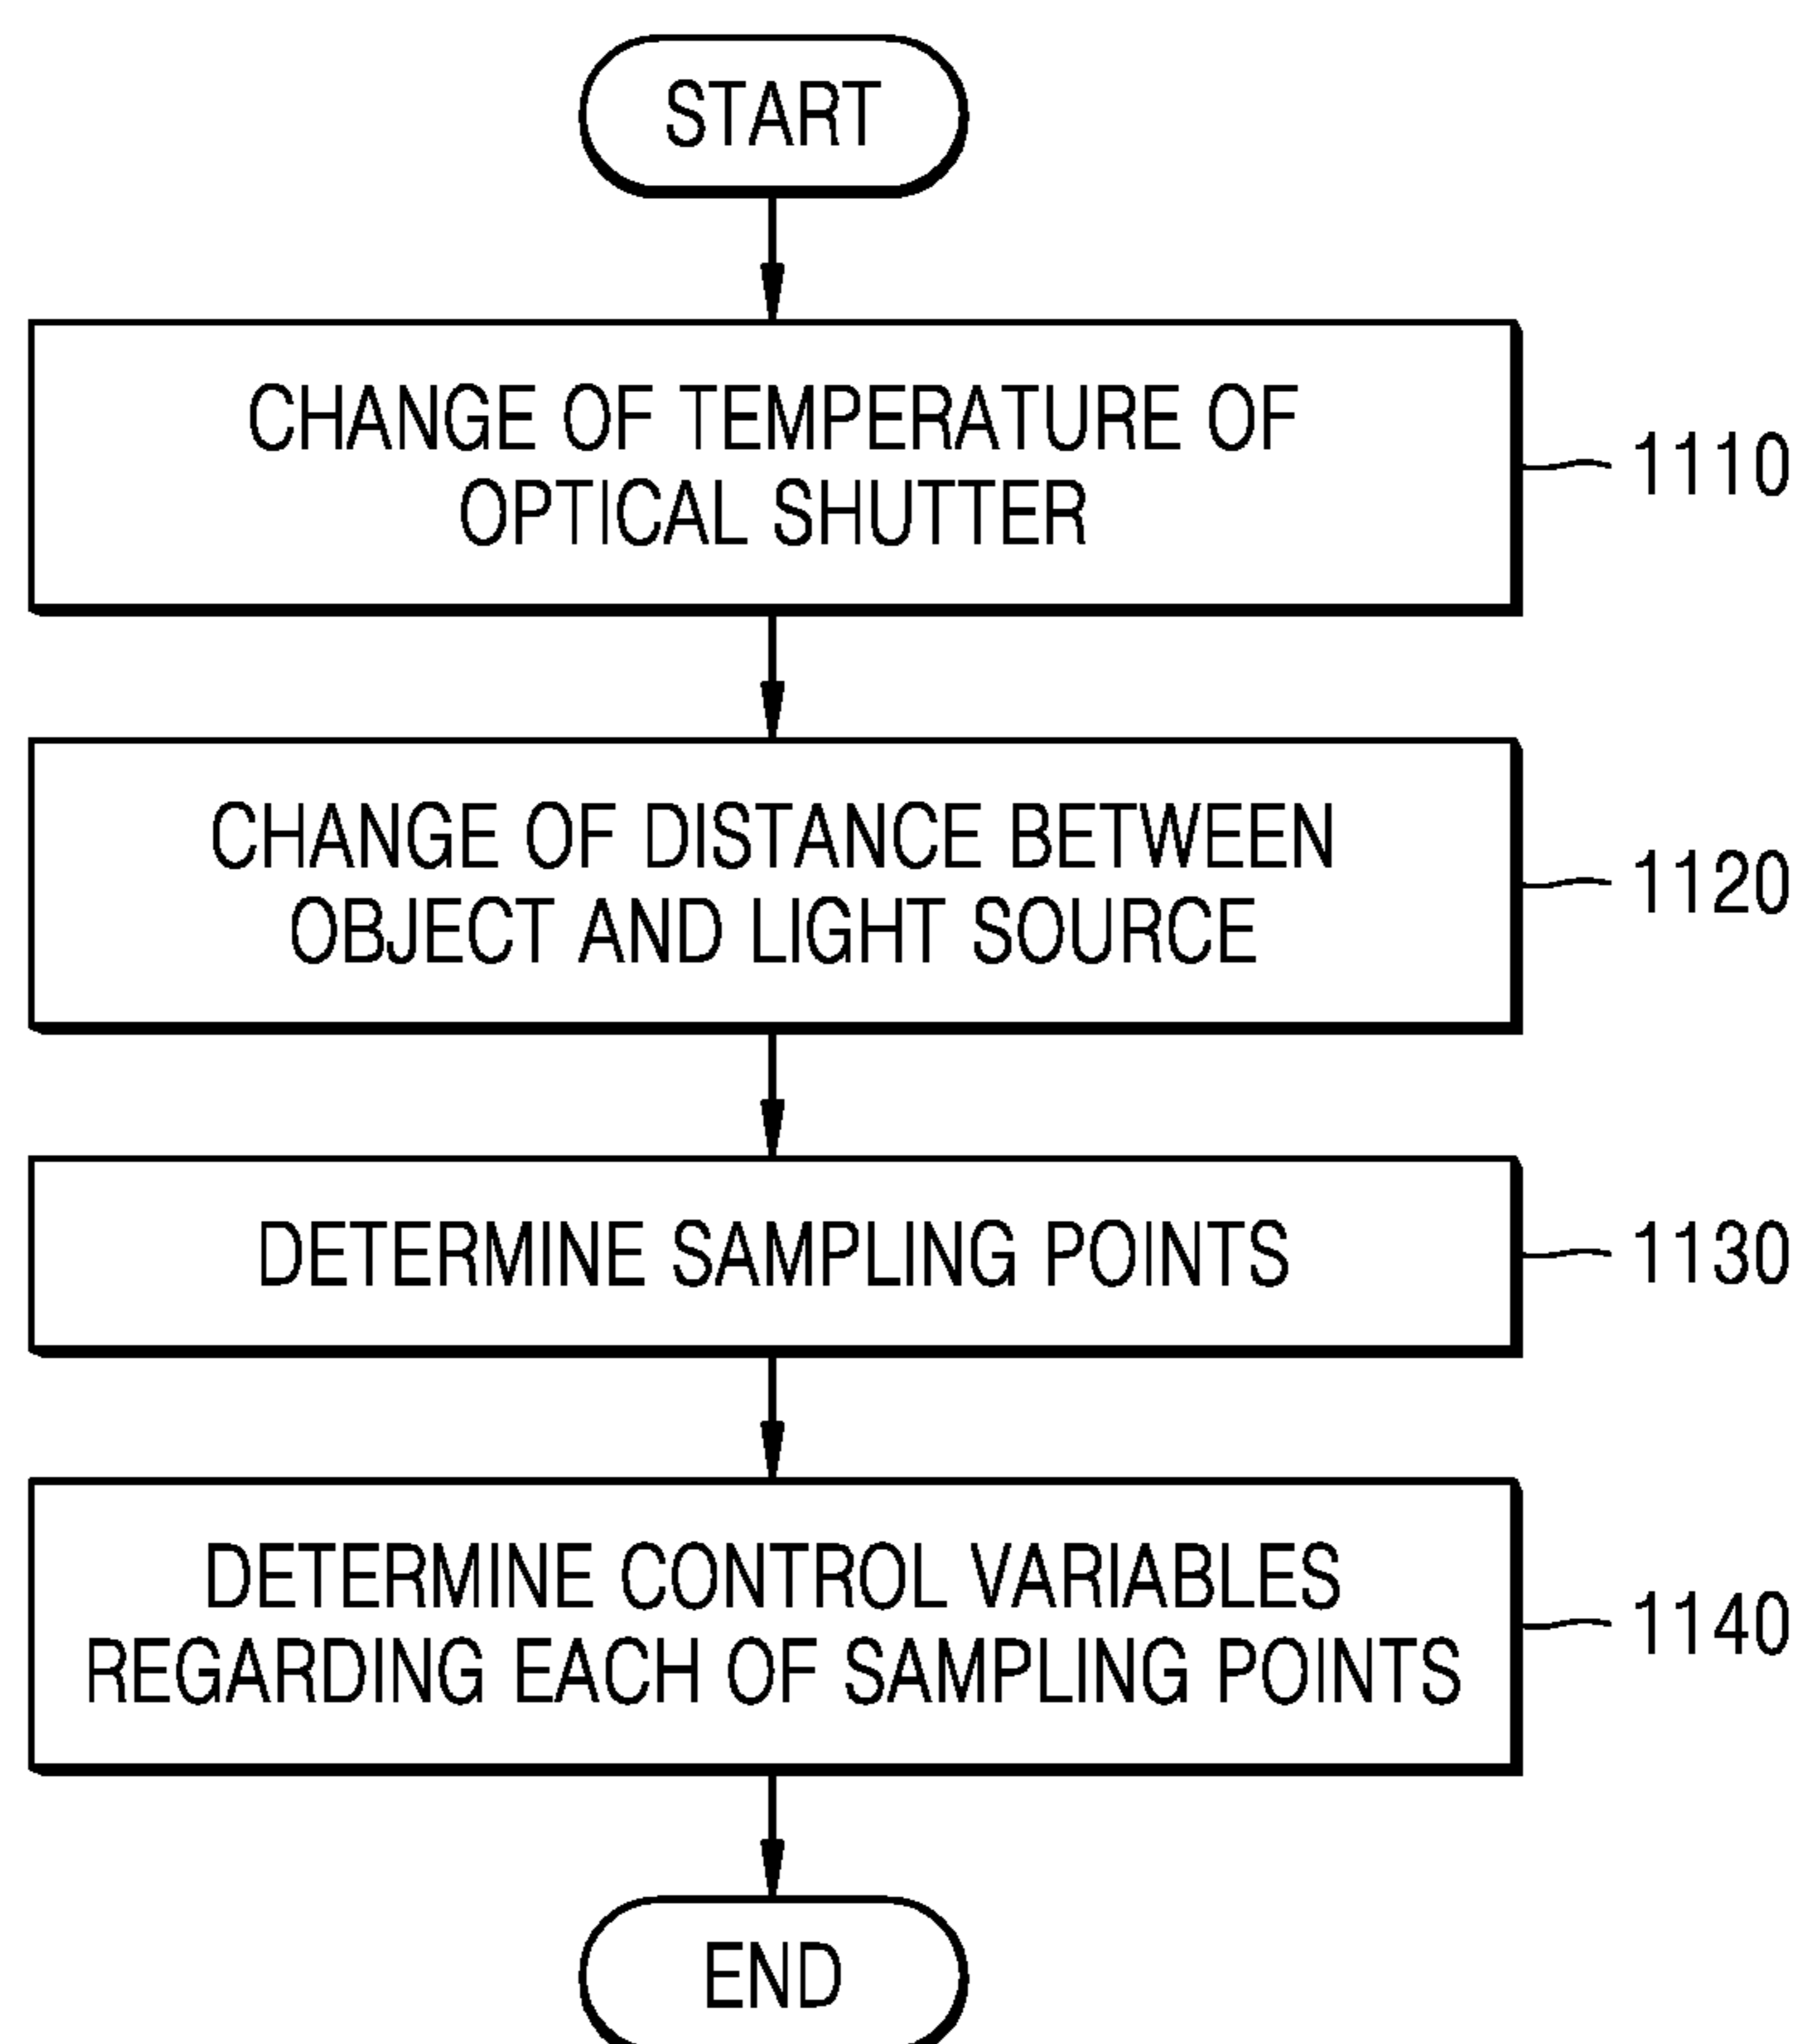 START
CHANGE OF TEMPERATURE OF
OPTICAL SHUTTER
1110
CHANGE OF DISTANCE BETWEEN
OBJECT AND LIGHT SOURCE
1120
DETERMINE SAMPLING POINTS
1130
DETERMINE CONTROL VARIABLES
REGARDING EACH OF SAMPLING POINTS
1140
END